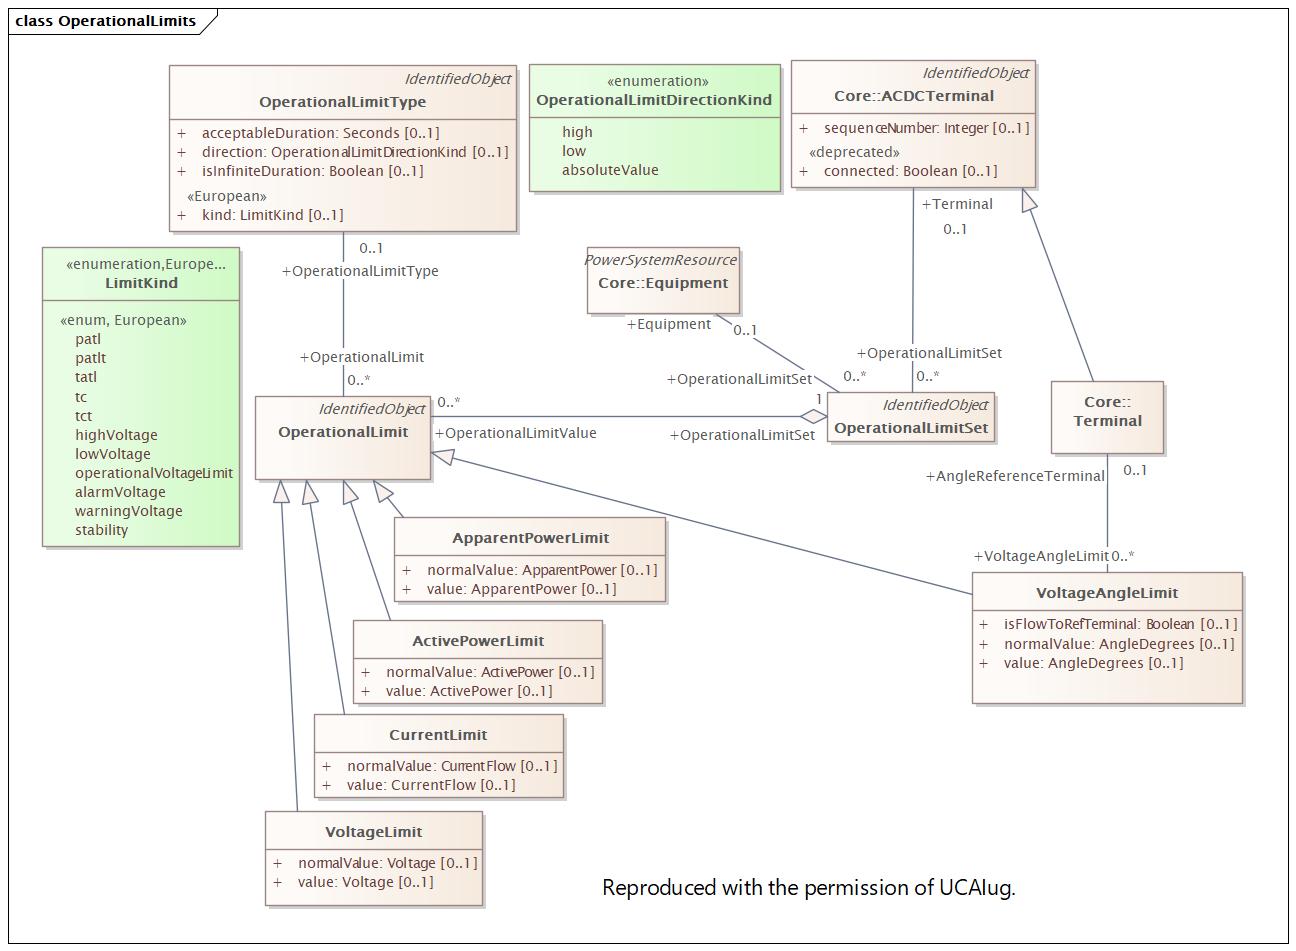 class OperationalLimits
IdentifiedObject
OperationalLimitType
+ acceptableDuration: Seconds [0..1]
+ direction: OperationalLimitDirectionKind [0..1]
+ isInfiniteDuration: Boolean [0..1]
«European»
+ kind: LimitKind [0..1]
«enumeration»
OperationalLimitDirectionKind
high
low
absoluteValue
IdentifiedObject
Core::ACDCTerminal
+ sequenceNumber: Integer [0..1]
«deprecated»
+ connected: Boolean [0..1]
+Terminal
0..1
0..1
+OperationalLimitType
«enumeration,Europe...
LimitKind
«enum, European»
patl
patlt
tatl
tc
tct
highVoltage
lowVoltage
operationalVoltageLimit
alarmVoltage
warningVoltage
stability
PowerSystemResource
Core::Equipment
+Equipment
0..1
+OperationalLimit
0..*
+OperationalLimitSet
0..*
+OperationalLimitSet
0..*
IdentifiedObject
OperationalLimit
0..*
+OperationalLimitValue
1
+OperationalLimitSet
IdentifiedObject
OperationalLimitSet
Core::
Terminal
+AngleReferenceTerminal
0..1
+VoltageAngleLimit
0..*
ApparentPowerLimit
+ normalValue: ApparentPower [0..1]
+ value: ApparentPower [0..1]
VoltageAngleLimit
+ isFlowToRefTerminal: Boolean [0..1]
+ normalValue: AngleDegrees [0..1]
+ value: AngleDegrees [0..1]
ActivePowerLimit
+ normalValue: ActivePower [0..1]
+ value: ActivePower [0..1]
CurrentLimit
+ normalValue: CurrentFlow [0..1]
+ value: CurrentFlow [0..1]
VoltageLimit
+ normalValue: Voltage [0..1]
+ value: Voltage [0..1]
Reproduced with the permission of UCAIug.